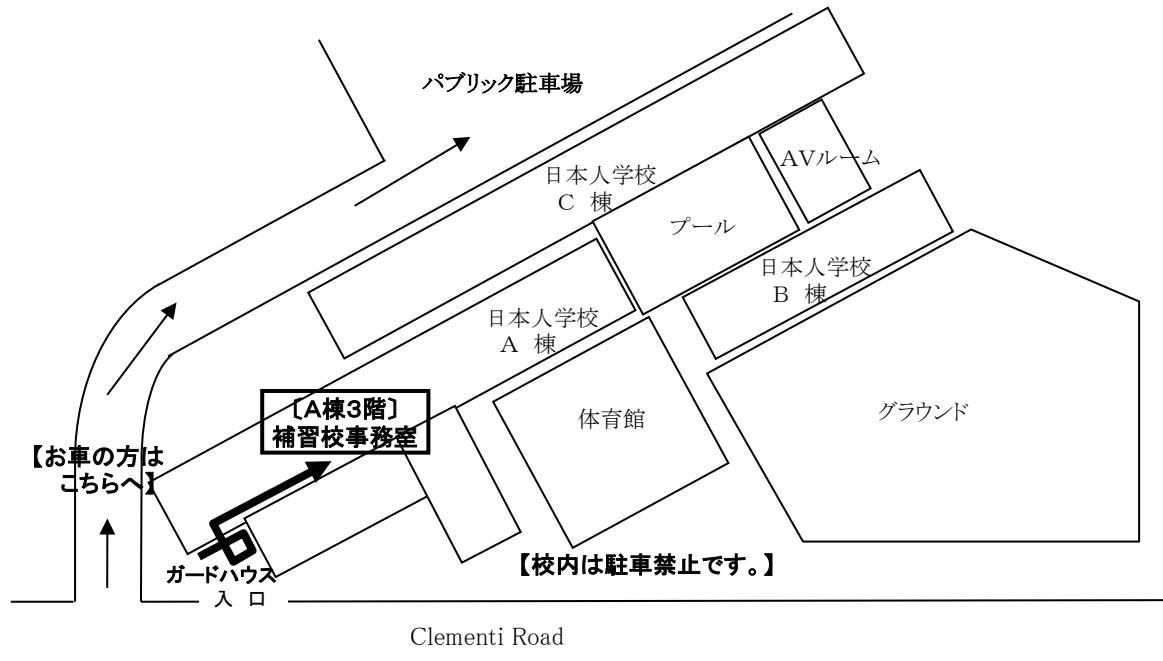 パブリック駐車場
AVルーム
日本人学校
C 棟
プール
日本人学校
B 棟
日本人学校
A 棟
〔A棟3階〕
補習校事務室
体育館
グラウンド
【お車の方は
こちらへ】
【校内は駐車禁止です。】
ガードハウス
入 口
Clementi Road